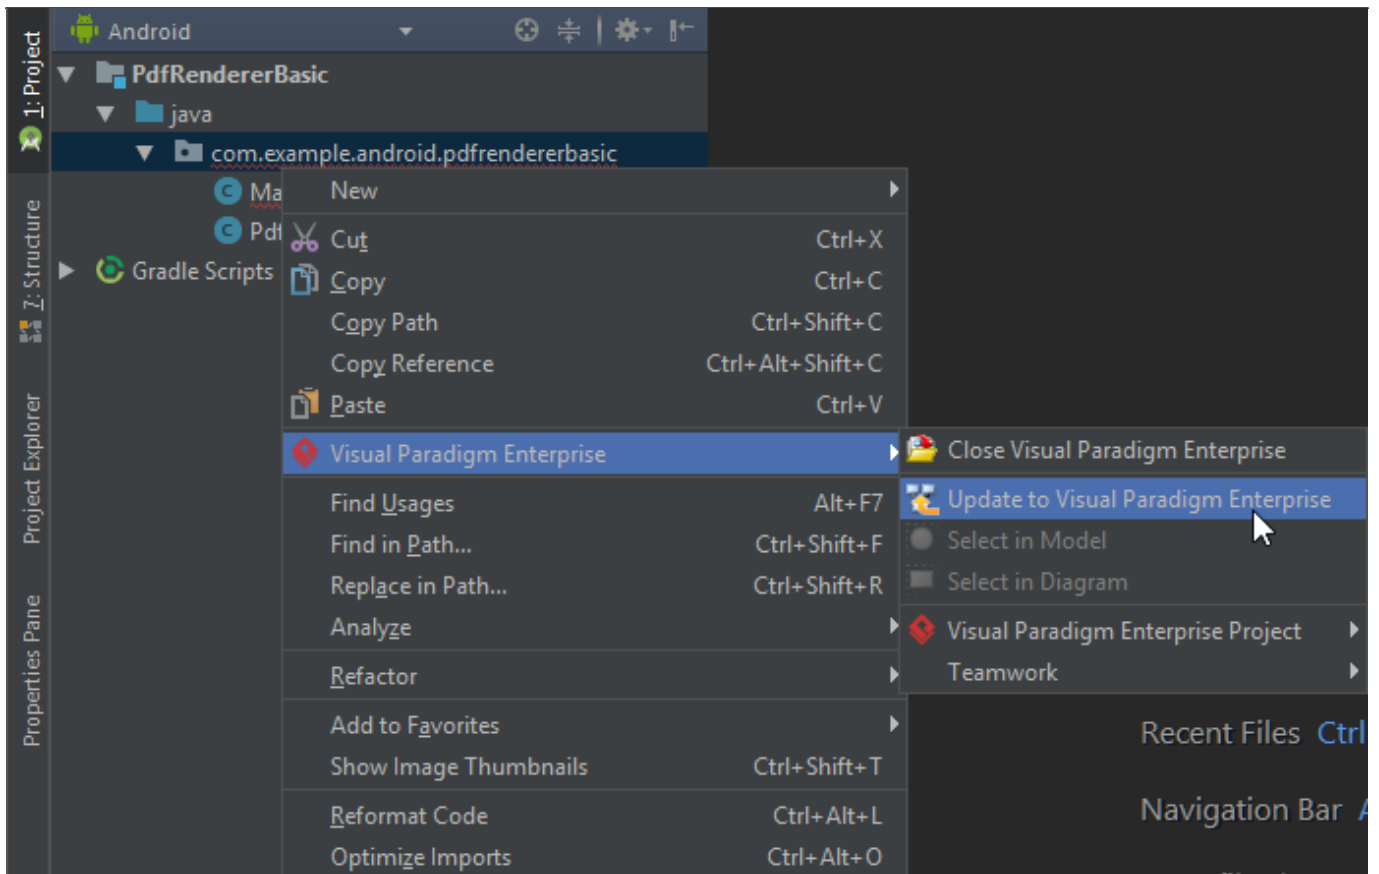 Android
1: Project
PdfRendererBasic
java
com.example.android.pdfrendererbasic
Ma
Pdf
Gradle Scripts
7: Structure
Project Explorer
Properties Pane
New
Cut Ctrl+X
Copy Ctrl+C
Copy Path Ctrl+Shift+C
Copy Reference Ctrl+Alt+Shift+C
Paste Ctrl+V
Visual Paradigm Enterprise
Find Usages Alt+F7
Find in Path... Ctrl+Shift+F
Replace in Path... Ctrl+Shift+R
Analyze
Refactor
Add to Favorites
Show Image Thumbnails Ctrl+Shift+T
Reformat Code Ctrl+Alt+L
Optimize Imports Ctrl+Alt+O
Close Visual Paradigm Enterprise
Update to Visual Paradigm Enterprise
Select in Model
Select in Diagram
Visual Paradigm Enterprise Project
Teamwork
Recent Files Ctrl
Navigation Bar A